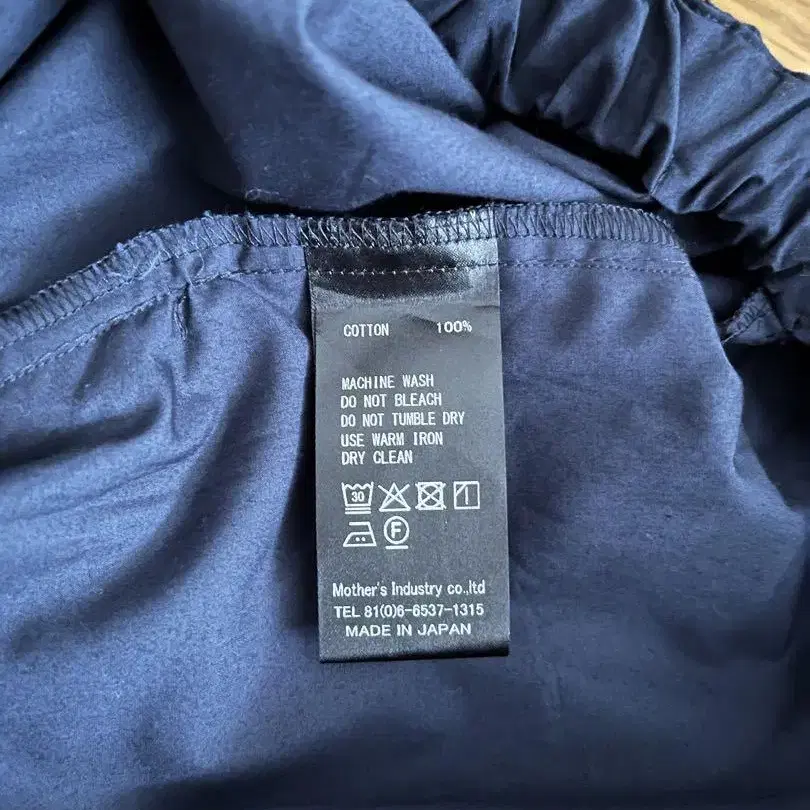 COTTON 100%
MACHINE WASH
DO NOT BLEACH
DO NOT TUMBLE DRY
USE WARM IRON
DRY CLEAN
30
F
Mother's Industry co.,ltd
TEL 81(0)6-6537-1315
MADE IN JAPAN